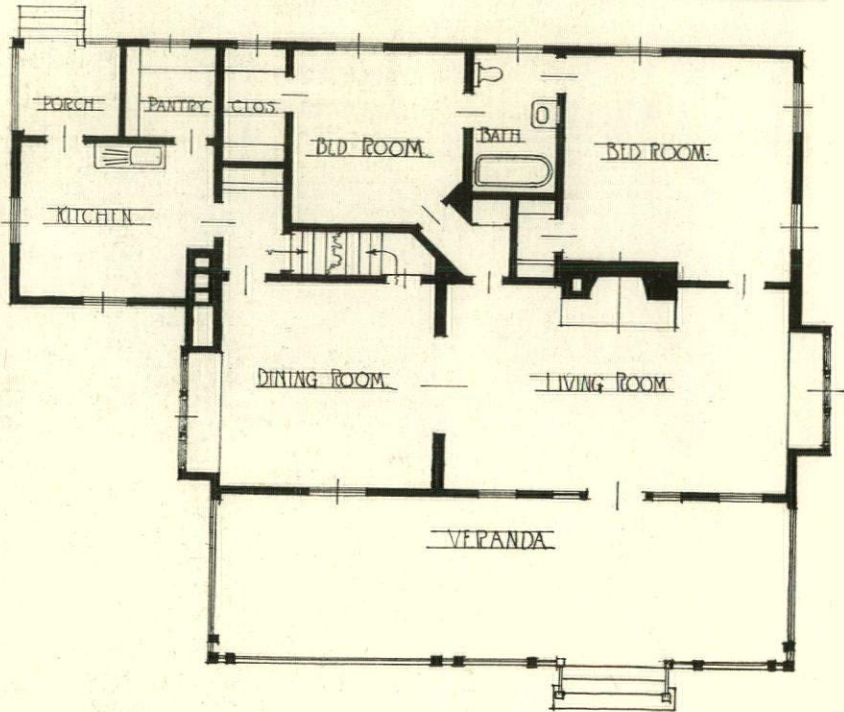 PORCH
PANTRY
CLOS
BED ROOM.
BATH
BED ROOM.
KITCHEN
DINING ROOM.
LIVING ROOM
VERANDA